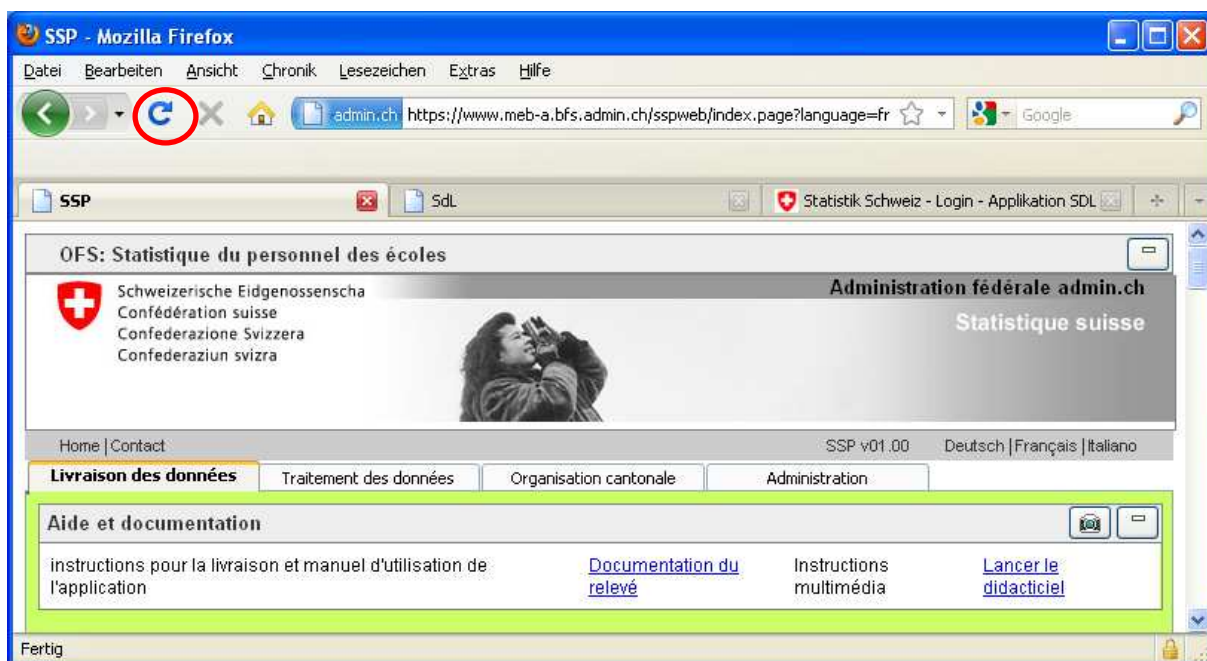 SSP - Mozilla Firefox
Datei Bearbeiten Ansicht Chronik Lesezeichen Extras Hilfe
admin.ch https://www.meb-a.bfs.admin.ch/sspweb/index.page?language=fr Google
SSP SdL Statistik Schweiz - Login - Applikation SDL
OFS: Statistique du personnel des écoles
Schweizerische Eidgenossenscha
Confédération suisse
Confederazione Svizzera
Confederaziun svizra
Administration fédérale admin.ch
Statistique suisse
Home | Contact SSP v01.00 Deutsch | Français | Italiano
Livraison des données Traitement des données Organisation cantonale Administration
Aide et documentation
instructions pour la livraison et manuel d'utilisation de
l'application
Documentation du
relevé
Instructions
multimédia
Lancer le
didacticiel
Fertig